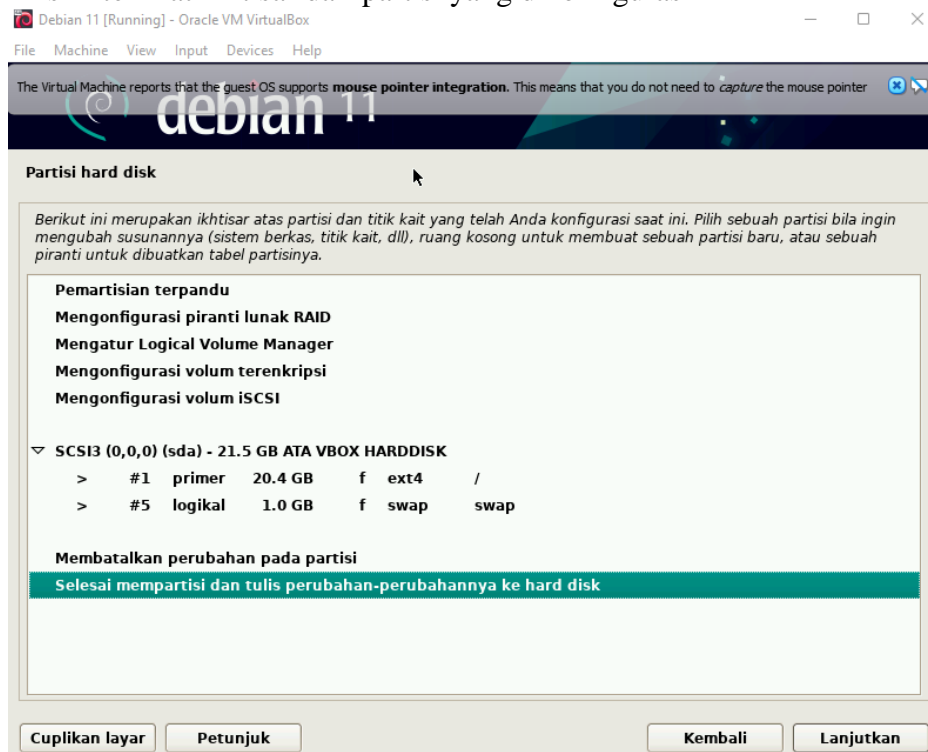 Debian 11 [Running] - Oracle VM VirtualBox
File Machine View Input Devices Help
The Virtual Machine reports that the guest OS supports mouse pointer integration. This means that you do not need to capture the mouse pointer
debian 11
Partisi hard disk
Berikut ini merupakan ikhtisar atas partisi dan titik kait yang telah Anda konfigurasi saat ini. Pilih sebuah partisi bila ingin
mengubah susunannya (sistem berkas, titik kait, dll), ruang kosong untuk membuat sebuah partisi baru, atau sebuah
piranti untuk dibuatkan tabel partisinya.
Pemartisian terpandu
Mengonfigurasi piranti lunak RAID
Mengatur Logical Volume Manager
Mengonfigurasi volum terenkripsi
Mengonfigurasi volum iSCSI
SCSI3 (0,0,0) (sda) - 21.5 GB ATA VBOX HARDDISK
> #1 primer 20.4 GB f ext4 /
> #5 logikal 1.0 GB f swap swap
Membatalkan perubahan pada partisi
Selesai mempartisi dan tulis perubahan-perubahannya ke hard disk
Cuplikan layar Petunjuk Kembali Lanjutkan